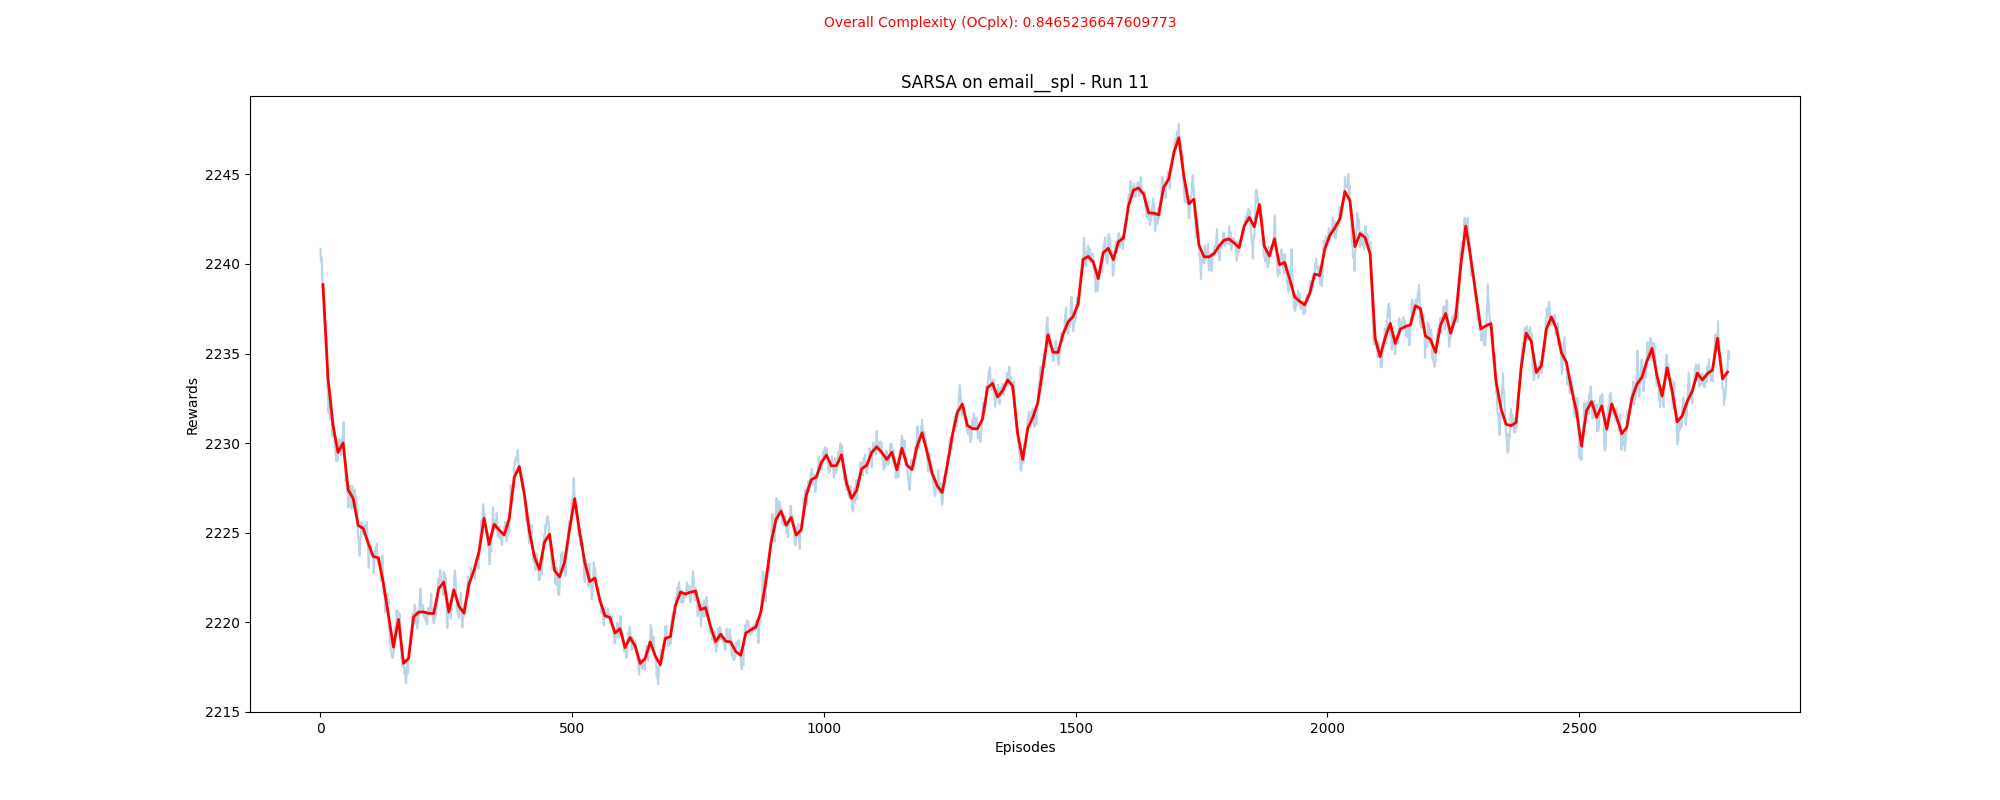 Overall Complexity (OCplx): 0.8465236647609773
SARSA on email__spl - Run 11
Rewards
2245
2240
2235
2230
2225
2220
2215
0 500 1000 1500 2000 2500
Episodes